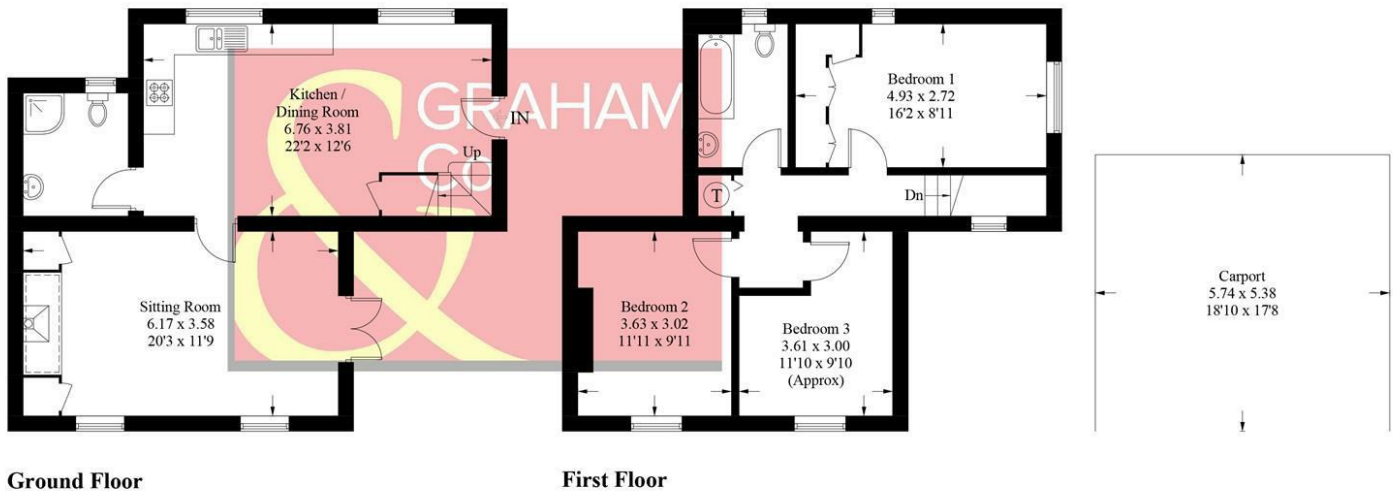 Kitchen /
Dining Room
6.76 x 3.81
22'2 x 12'6
IN
Up
GRAHAM
Co
&
Sitting Room
6.17 x 3.58
20'3 x 11'9
Bedroom 1
4.93 x 2.72
16'2 x 8'11
T
Dn
Bedroom 2
3.63 x 3.02
11'11 x 9'11
Bedroom 3
3.61 x 3.00
11'10 x 9'10
(Approx)
Carport
5.74 x 5.38
18'10 x 17'8
Ground Floor
First Floor